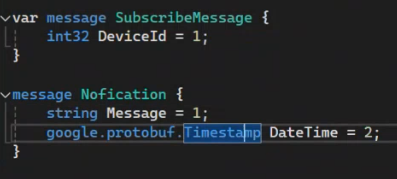 var message SubscribeMessage {
int32 DeviceId = 1;
}
message Nofication {
string Message = 1;
google.protobuf.Timestamp DateTime = 2;
}